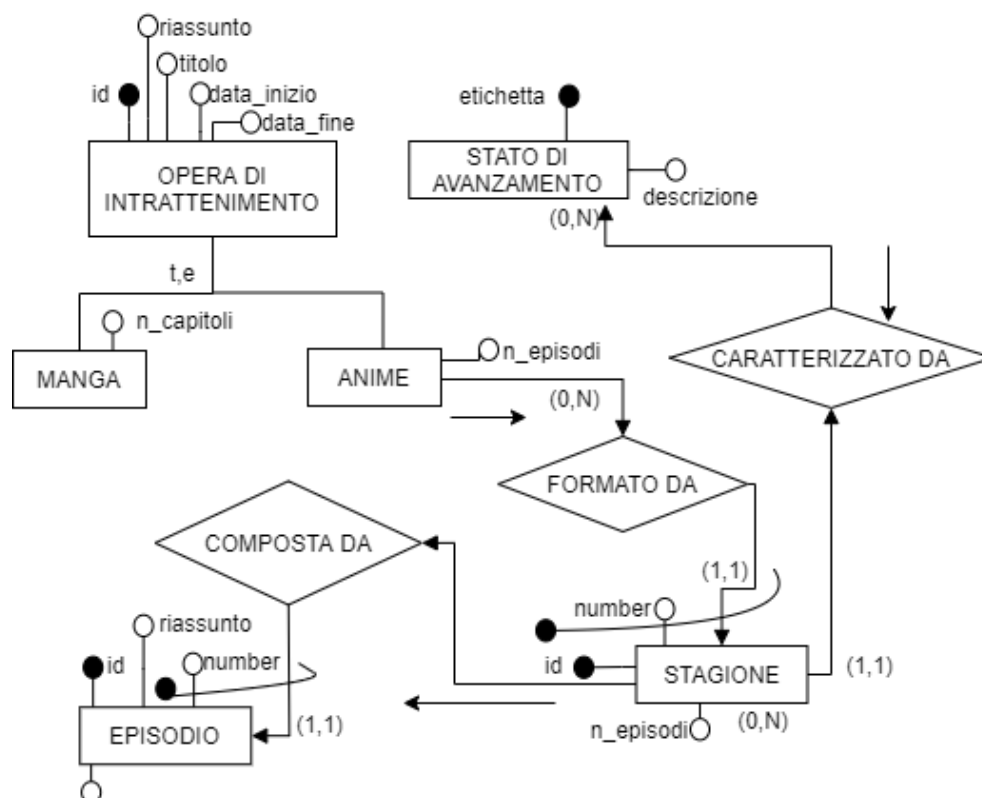 riassunto
titolo
id
data_inizio
data_fine
OPERA DI
INTRATTENIMENTO
etichetta
STATO DI
AVANZAMENTO
descrizione
(0,N)
t,e
n_capitoli
MANGA
n_episodi
ANIME
(0,N)
CARATTERIZZATO DA
FORMATO DA
COMPOSTA DA
(1,1)
number
id
STAGIONE
(1,1)
n_episodi
(0,N)
riassunto
id
number
EPISODIO
(1,1)